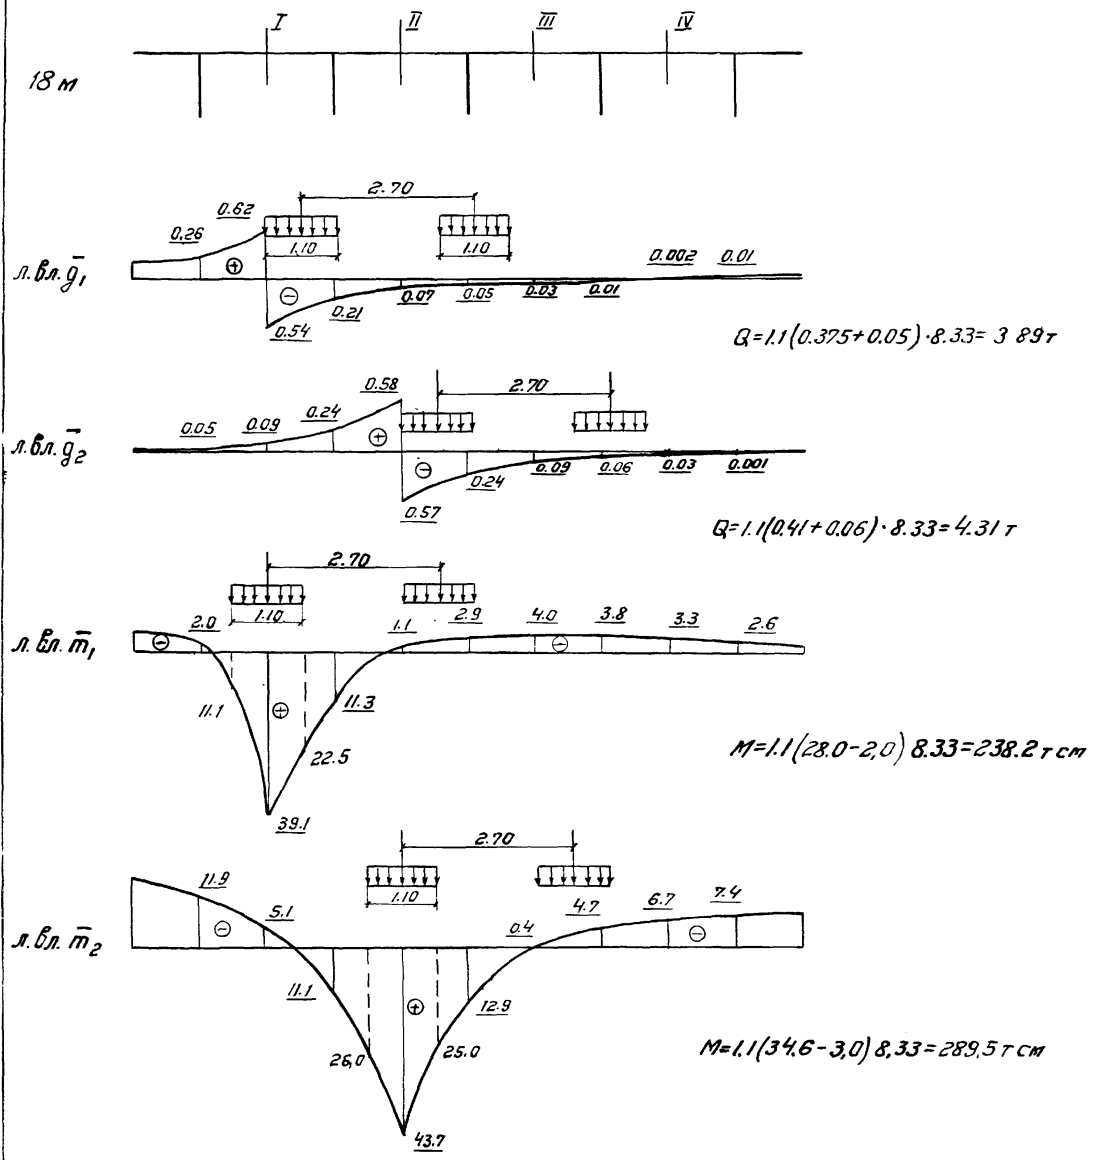 I II III IV
18 м
2.70
0.62
0.26
1.10 1.10
0.002 0.01
л.вл. g̅₁
⊕
⊖
0.07 0.05 0.03 0.01
0.21
0.54
Q=1.1(0.375+0.05)·8.33= 3 89т
0.58 2.70
0.05 0.09 0.24
л.вл. g̅₂
⊕
⊖
0.24 0.09 0.06 0.03 0.001
0.57
Q=1.1(0.41+0.06)·8.33=4.31 т
2.70
2.0 1.10 1.1 2.9 4.0 3.8 3.3 2.6
л. вл. m̅₁
⊖ ⊖
11.1 ⊕ 11.3
22.5
M=1.1(28.0-2,0) 8.33=238.2 т см
39.1
2.70
11.9 1.10 7.4
5.1 0.4 4.7 6.7
л. вл. m̅₂
⊖ ⊖
11.1 ⊕ 12.9
26,0 25.0
M=1.1(34.6-3,0) 8,33=289,5 т см
43.7